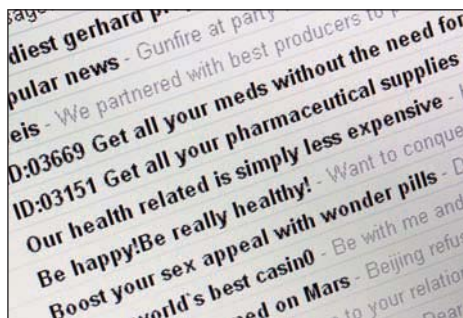 diest gerhard
pular news - Gunfire at party
eis - We partnered with best producers to
D:03669 Get all your meds without the need for
ID:03151 Get all your pharmaceutical supplies
Our health related is simply less expensive -
Be happy!Be really healthy! - Want to conque
Boost your sex appeal with wonder pills - D
world`s best casin0 - Be with me and
ed on Mars - Beijing refus
to your relation
Dear